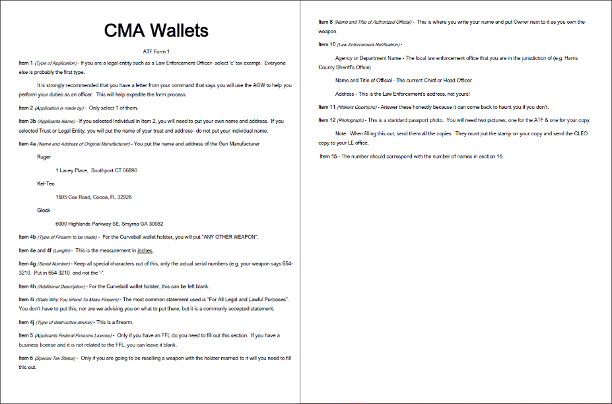 CMA Wallets
ATF Form 1
Item 1 (Type of Application) - If you are a legal entity such as a Law Enforcement Officer- select 'c' tax exempt.  Everyone
else is probably the first type.
It is strongly recommended that you have a letter from your command that says you will use the AOW to help you
perform your duties as an officer.  This will help expedite the form process.
Item 2 (Application is made by) -  Only select 1 of them.
Item 3b (Applicants Name) - If you selected Individual in Item 2, you will need to put your own name and address.  If you
selected Trust or Legal Entity, you will put the name of your trust and address- do not put your individual name.
Item 4a (Name and Address of Original Manufacturer) - You put the name and address of the Gun Manufacturer
Ruger
1 Lacey Place, Southport CT 06890
Kel-Tec
1505 Cox Road, Cocoa, FL 32926
Glock
6000 Highlands Parkway SE, Smyrna GA 30082
Item 4b (Type of Firearm to be made) -  For the Curveball wallet holster, you will put "ANY OTHER WEAPON".
Item 4e and 4f (Length) -  This is the measurement in inches.
Item 4g (Serial Number) - Keep all special characters out of this, only the actual serial numbers (e.g. your weapon says 654-
3210.  Put in 654 3210  and not the '-'.
Item 4h (Additional Description) - For the Curveball wallet holster, this can be left blank.
Item 4i (State Why You Intend To Make Firearm) - The most common statement used is "For All Legal and Lawful Purposes".
You don't have to put this, nor are we advising you on what to put there, but it is a commonly accepted statement.
Item 4j (Type of destructive device) - This is a firearm.
Item 5 (Applicants Federal Firearms License) -  Only if you have an FFL do you need to fill out this section.  If you have a
business license and it is not related to the FFL, you can leave it blank.
Item 6 (Special Tax Status) -  Only if you are going to be reselling a weapon with the holster married to it will you need to fill
this out.
Item 8 (Name and Title of Authorized Official) -  This is where you write your name and put Owner next to it as you own the
weapon.
Item 10 (Law Enforcement Notification) -
Agency or Department Name - The local law enforcement office that you are in the jurisdiction of (e.g. Harris
County Sheriff's Office)
Name and Title of Official - The current Chief or Head Officer
Address - This is the Law Enforcement's address, not yours!
Item 11 (Makers Questions) - Answer these honestly because it can come back to haunt you if you don't.
Item 12 (Photograph) - This is a standard passport photo.  You will need two pictures, one for the ATF & one for your copy.
Note:  When filling this out, send them all the copies.  They must put the stamp on your copy and send the CLEO
copy to your LE office.
Item 15 - The number should correspond with the number of names in section 16.